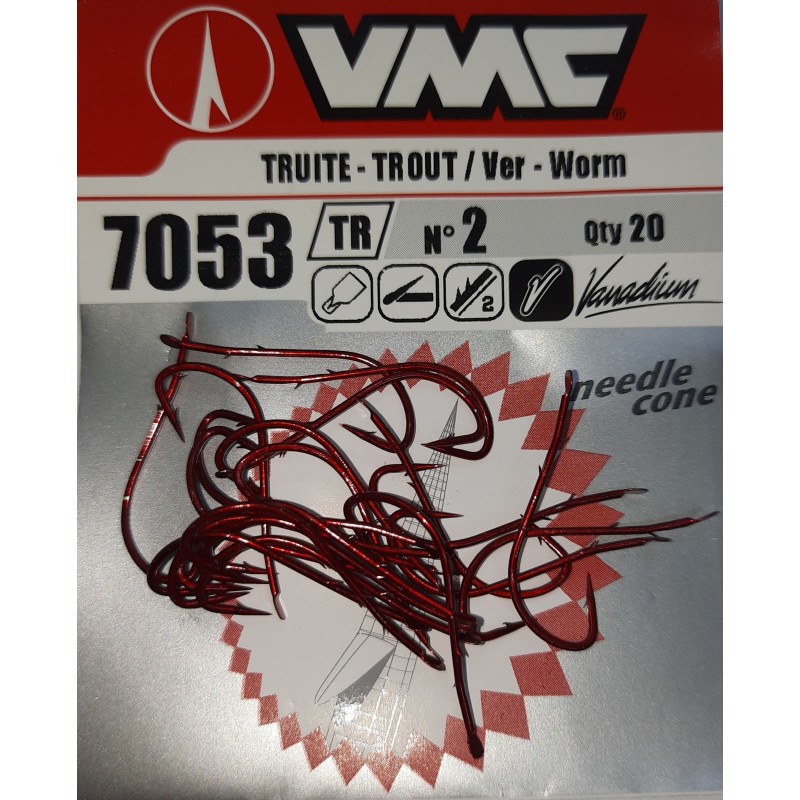 VMC®
TRUITE - TROUT / Ver - Worm
7053 TR N° 2 Qty 20
2 Vanadium
needle
cone